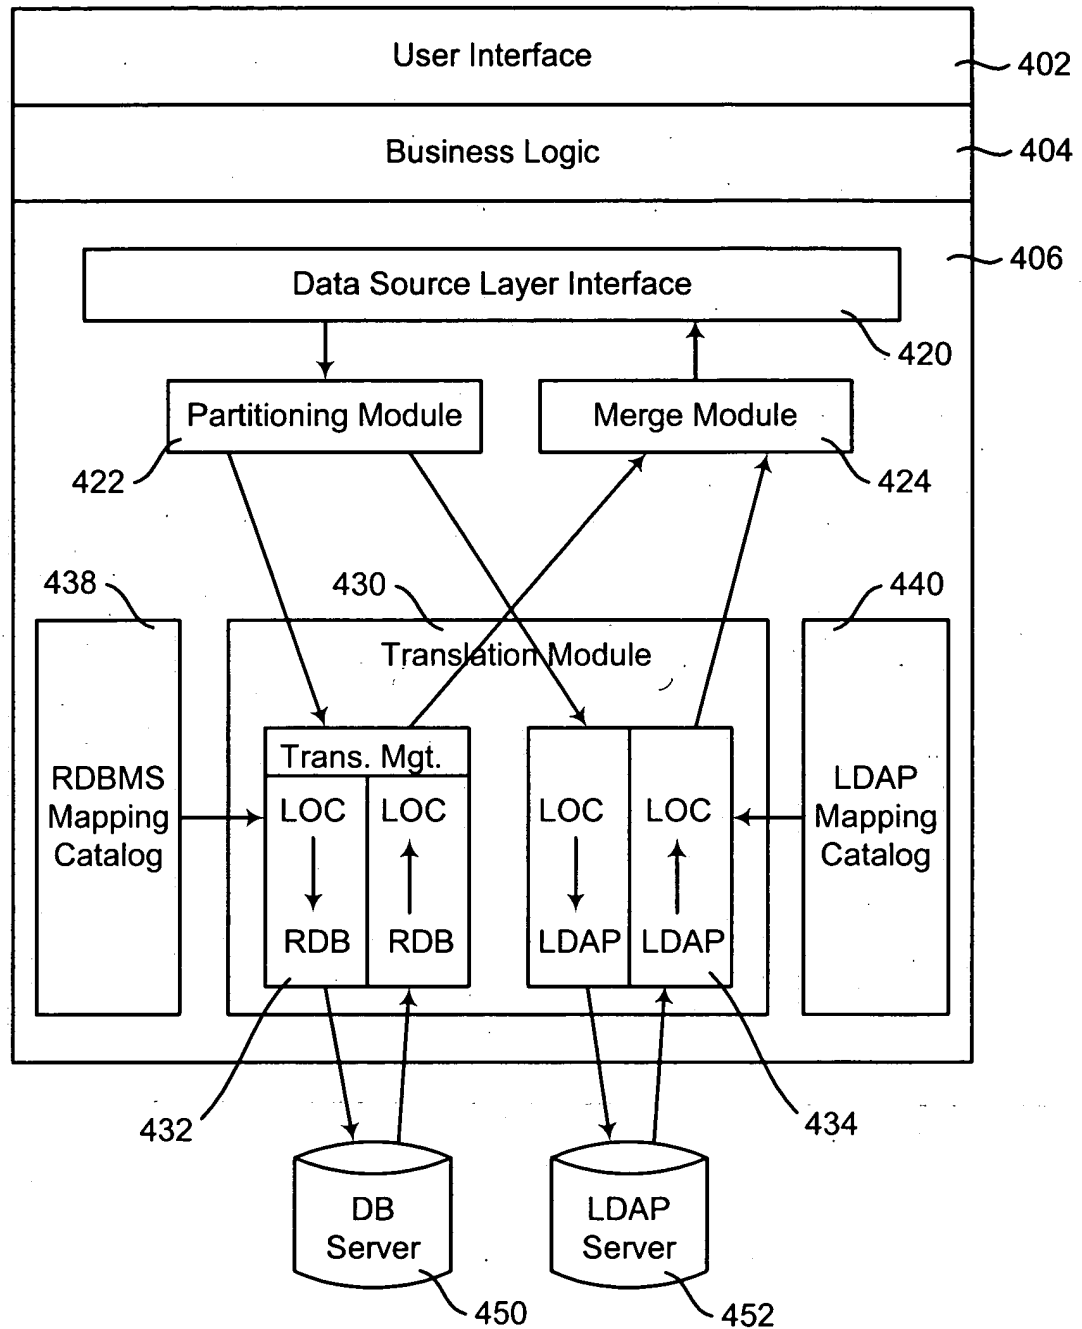 User Interface
402
Business Logic
404
406
Data Source Layer Interface
420
Partitioning Module
Merge Module
422
424
438
430
440
Translation Module
RDBMS
Mapping
Catalog
Trans. Mgt.
LOC
LOC
RDB
RDB
LOC
LOC
LDAP
LDAP
LDAP
Mapping
Catalog
432
434
DB
Server
LDAP
Server
450
452